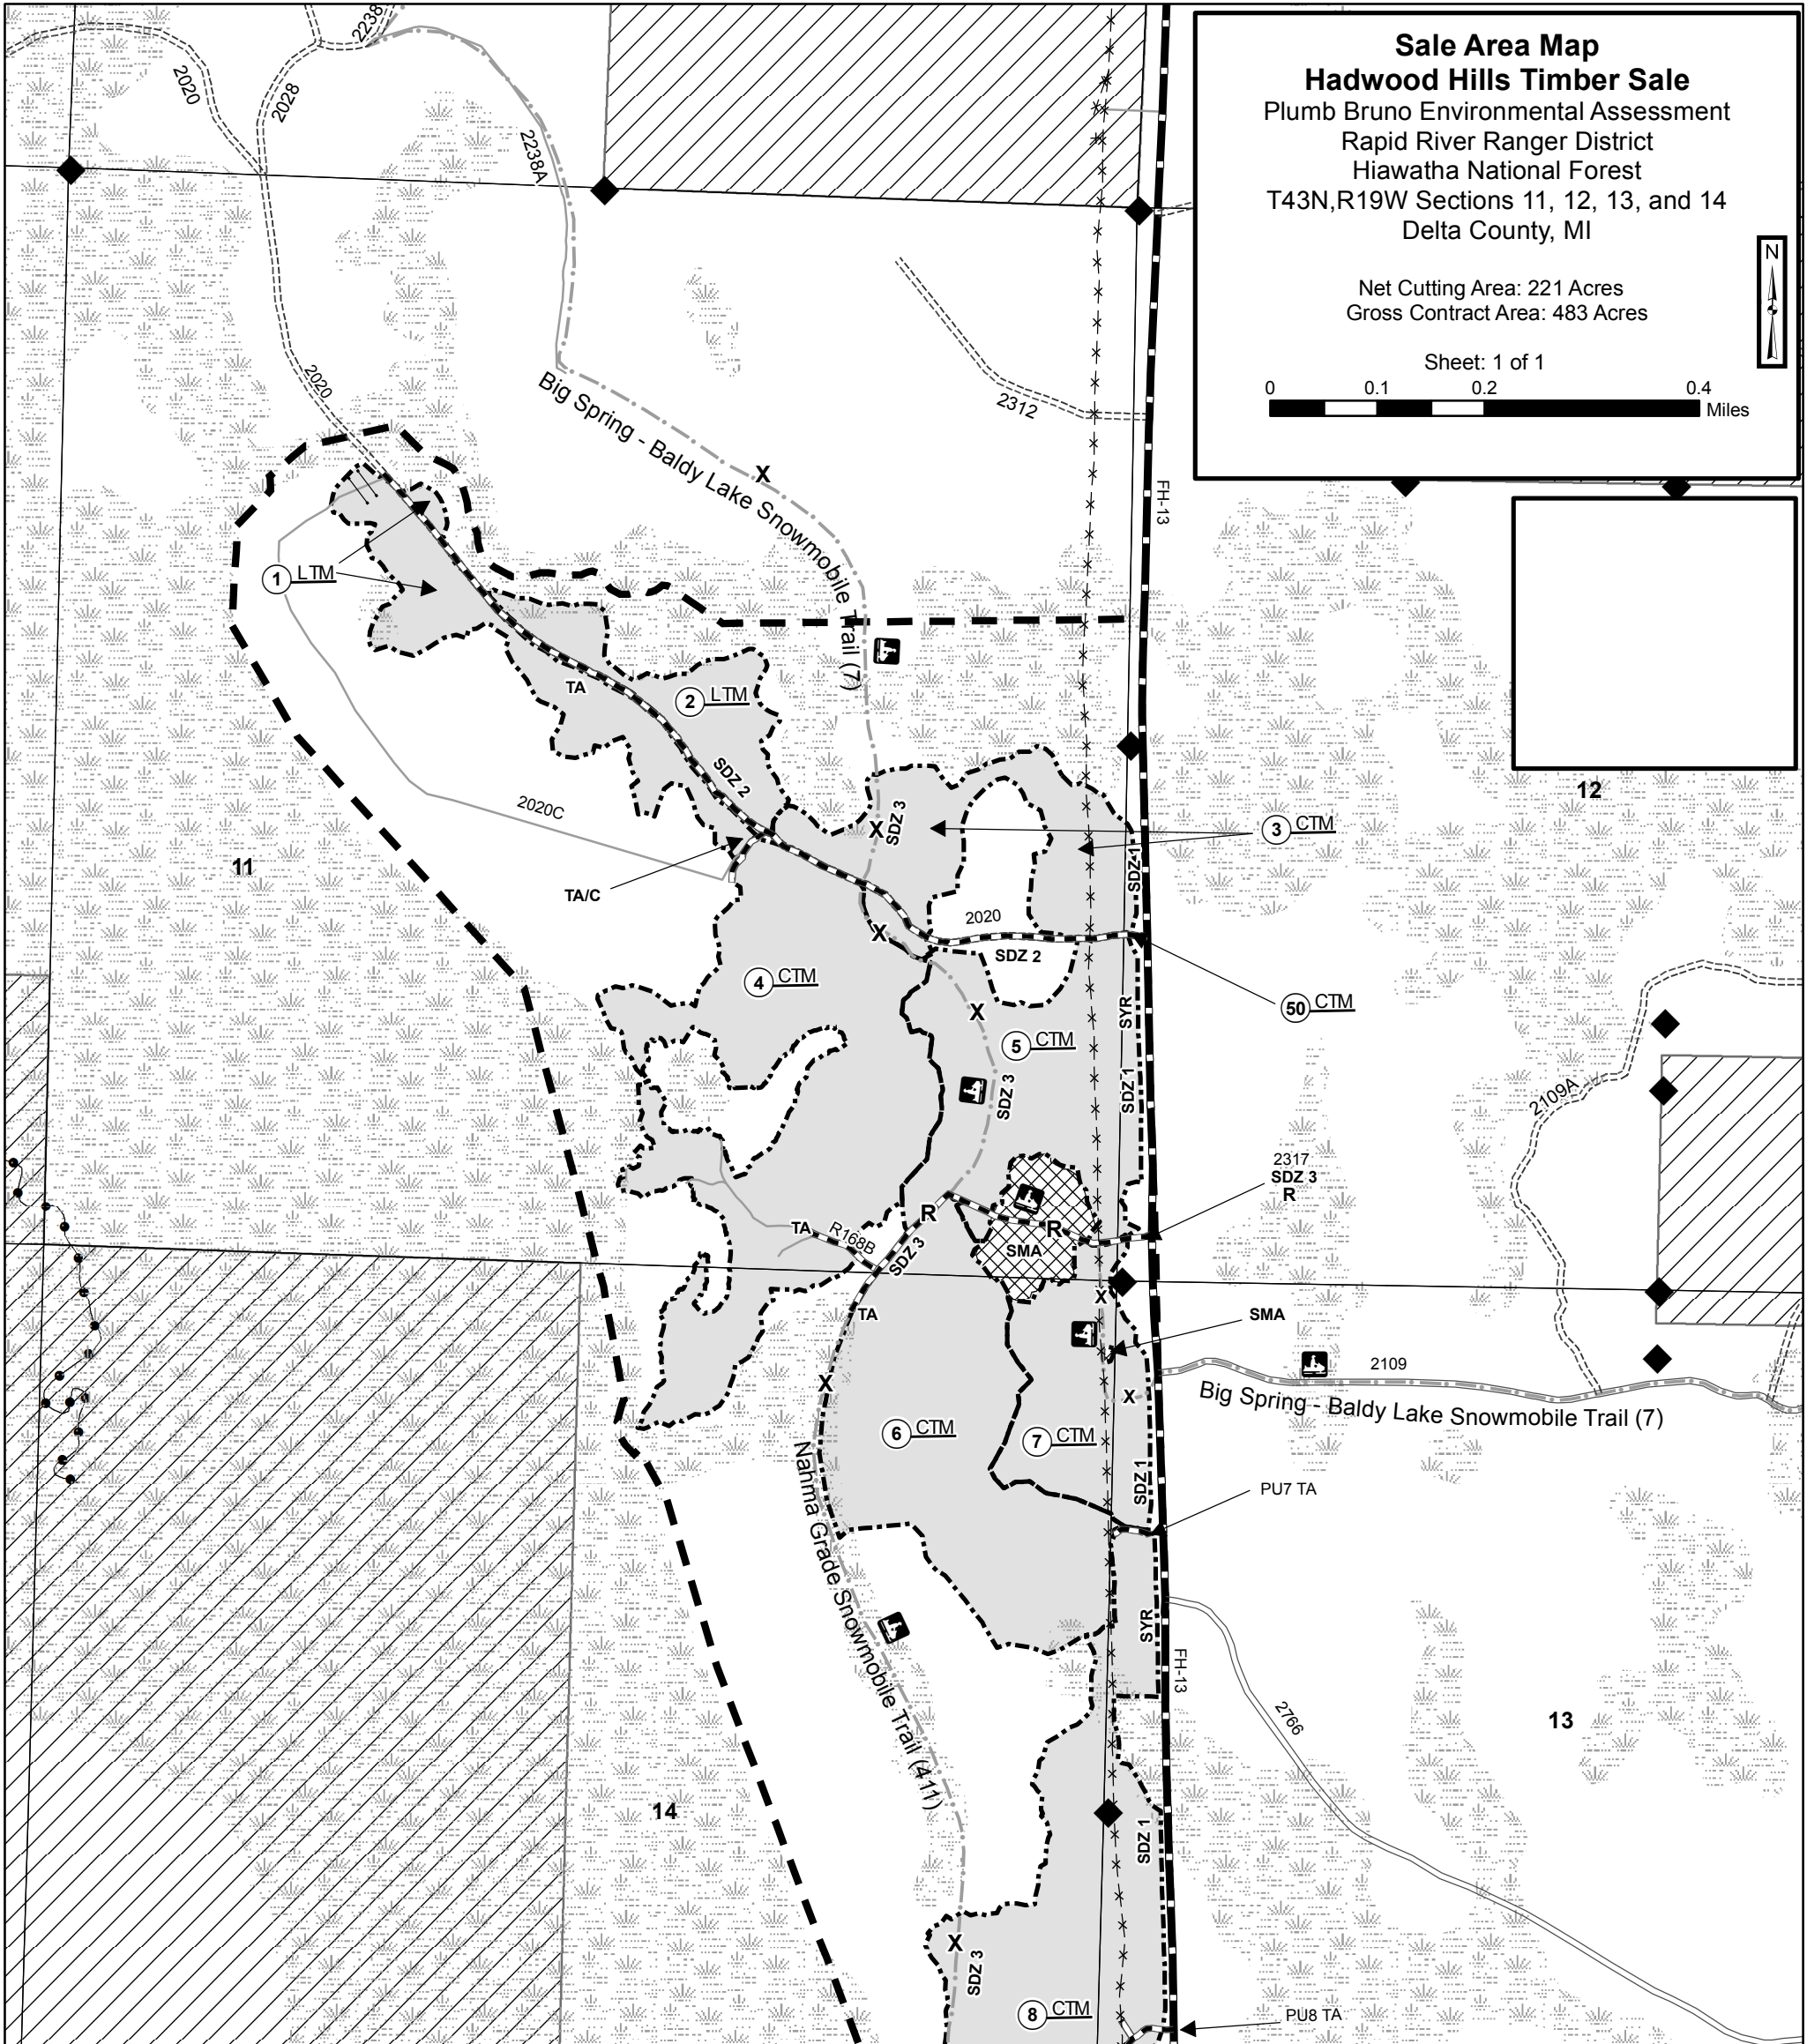 Sale Area Map
Hadwood Hills Timber Sale
Plumb Bruno Environmental Assessment
Rapid River Ranger District
Hiawatha National Forest
T43N,R19W Sections 11, 12, 13, and 14
Delta County, MI
Net Cutting Area: 221 Acres
Gross Contract Area: 483 Acres
Sheet: 1 of 1
0 0.1 0.2 0.4
Miles
N
2238
2020
2028
2238A
2020
2312
Big Spring - Baldy Lake Snowmobile Trail (7)
X
FH-13
1 LTM
TA
2 LTM
SDZ 2
12
2020C
X
SDZ 3
3 CTM
SDZ 1
11
TA/C
2020
X
SDZ 2
4 CTM
50 CTM
X
SYR
5 CTM
SDZ 3
SDZ 1
2109A
2317
SDZ 3
R
R
R
TA
R168B
SDZ 3
SMA
X
TA
SMA
2109
X
X
Big Spring - Baldy Lake Snowmobile Trail (7)
6 CTM
7 CTM
SDZ 1
PU7 TA
Nahma Grade Snowmobile Trail (411)
SYR
FH-13
2766
13
14
SDZ 1
X
SDZ 3
8 CTM
PU8 TA